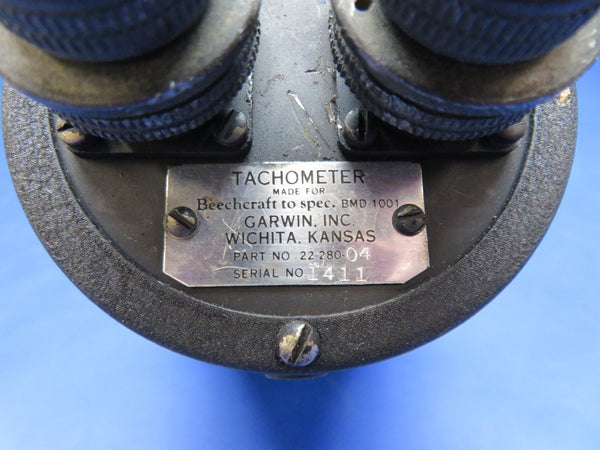 TACHOMETER
MADE FOR
Beechcraft to spec. BMD 1001
GARWIN, INC.
WICHITA, KANSAS
PART NO. 22-280-04
SERIAL NO. 1411